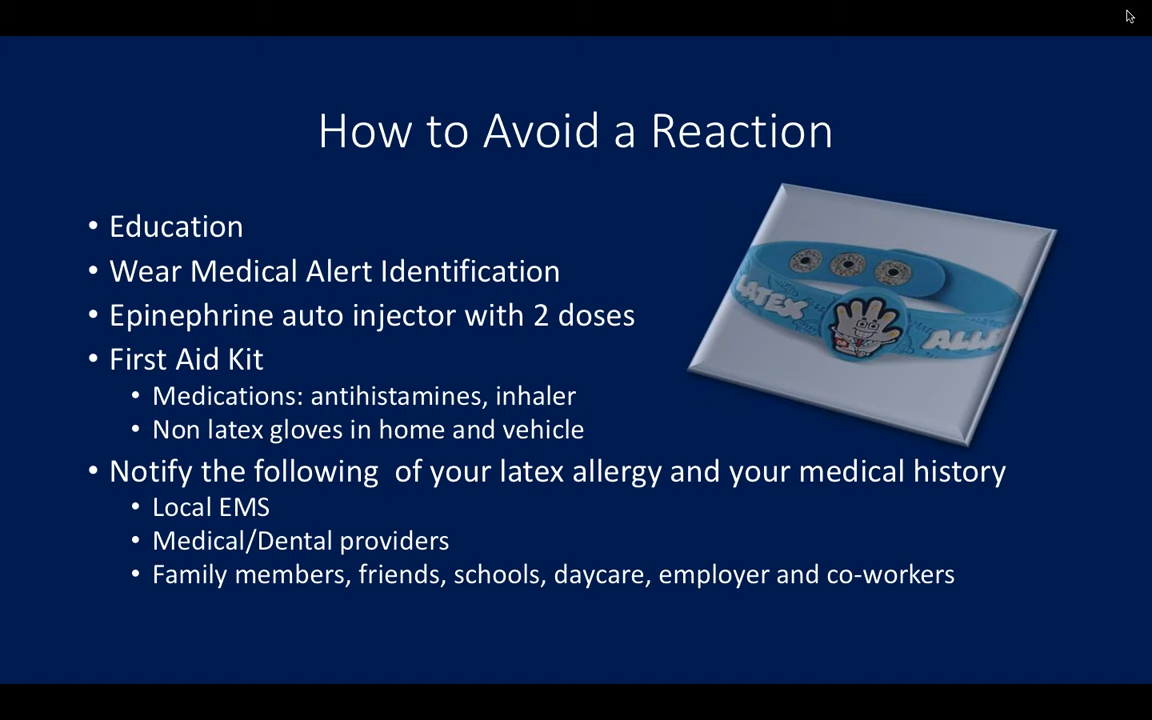 How to Avoid a Reaction
• Education
• Wear Medical Alert Identification
• Epinephrine auto injector with 2 doses
• First Aid Kit
• Medications: antihistamines, inhaler
• Non latex gloves in home and vehicle
• Notify the following  of your latex allergy and your medical history
• Local EMS
• Medical/Dental providers
• Family members, friends, schools, daycare, employer and co-workers
LATEX ALLE